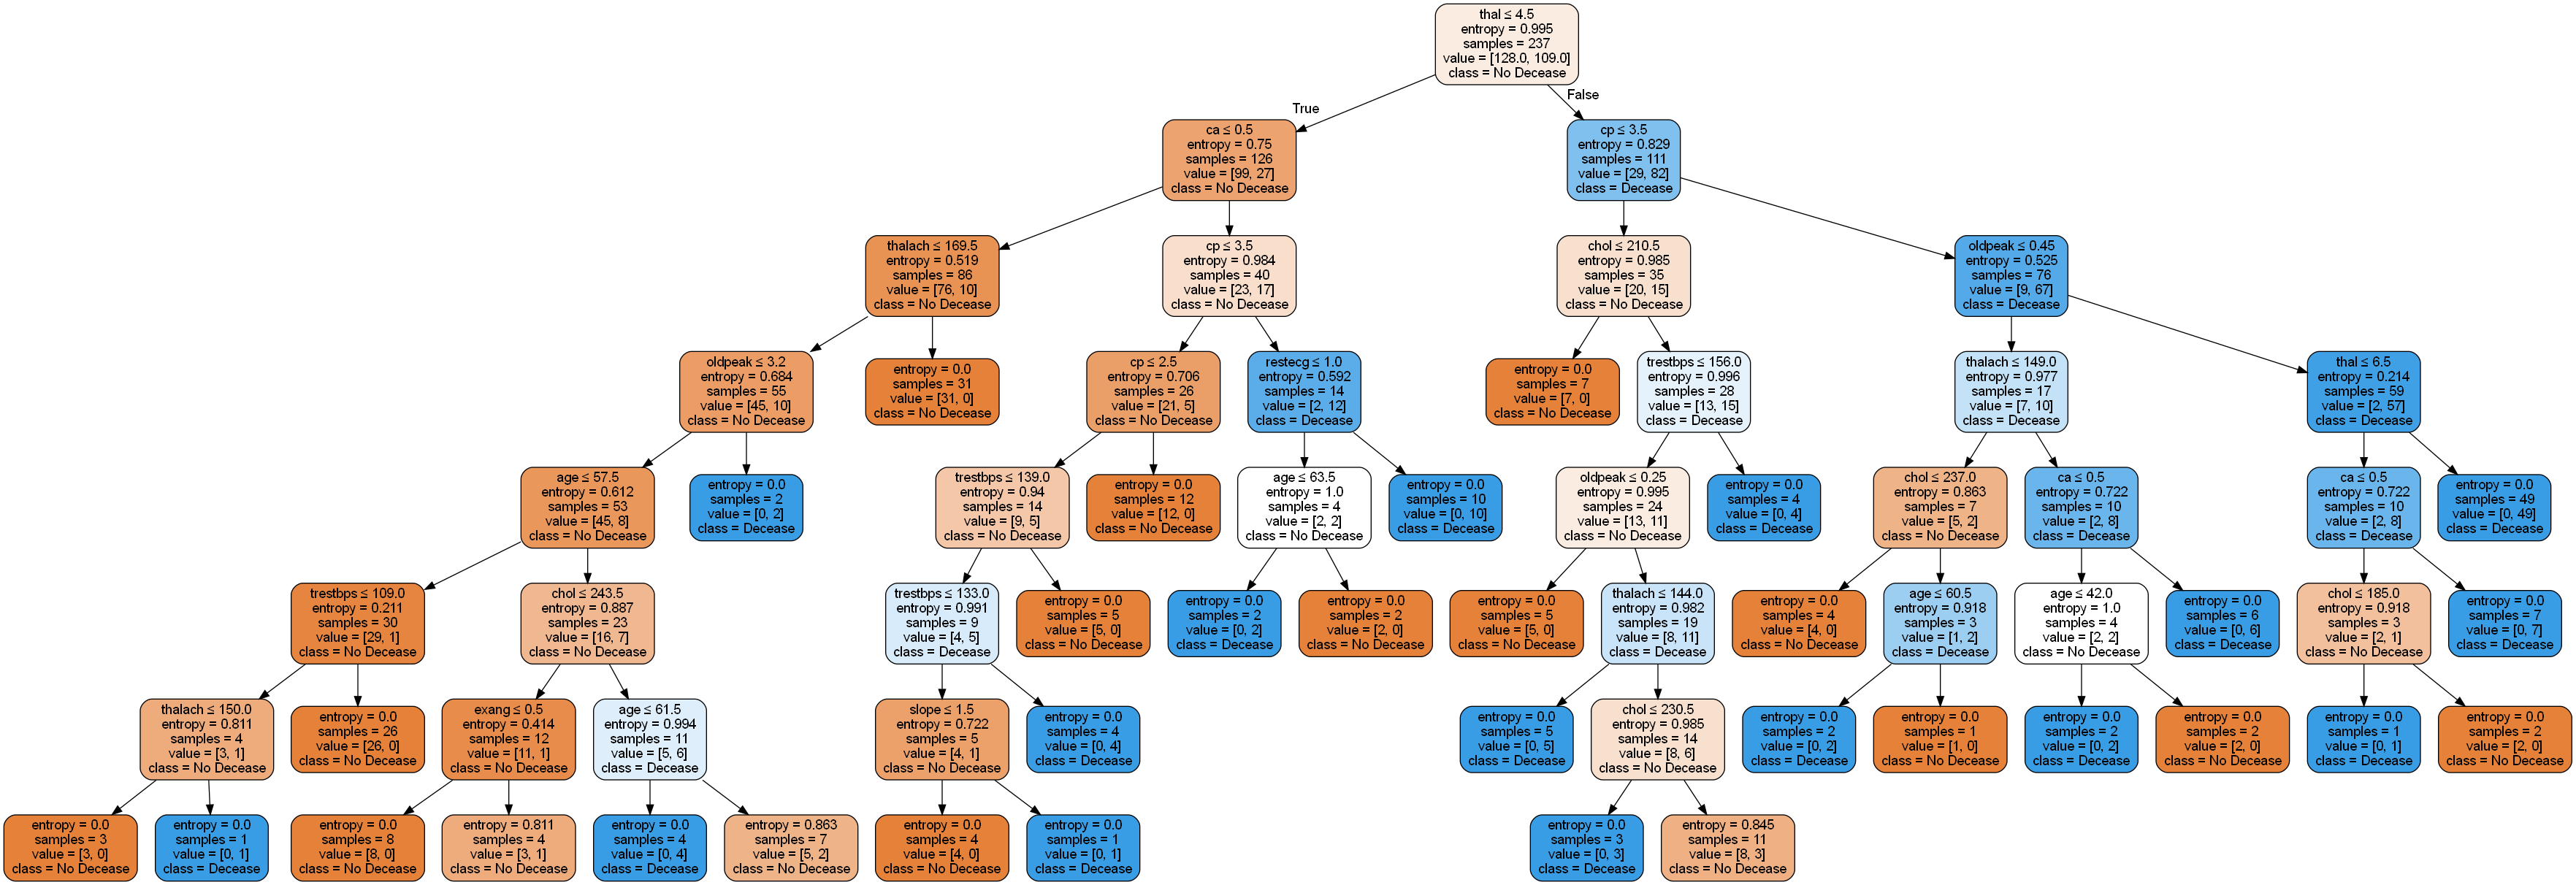 thal ≤ 4.5
entropy = 0.995
samples = 237
value = [128.0, 109.0]
class = No Decease
True
False
ca ≤ 0.5
entropy = 0.75
samples = 126
value = [99, 27]
class = No Decease
cp ≤ 3.5
entropy = 0.829
samples = 111
value = [29, 82]
class = Decease
thalach ≤ 169.5
entropy = 0.519
samples = 86
value = [76, 10]
class = No Decease
cp ≤ 3.5
entropy = 0.984
samples = 40
value = [23, 17]
class = No Decease
chol ≤ 210.5
entropy = 0.985
samples = 35
value = [20, 15]
class = No Decease
oldpeak ≤ 0.45
entropy = 0.525
samples = 76
value = [9, 67]
class = Decease
oldpeak ≤ 3.2
entropy = 0.684
samples = 55
value = [45, 10]
class = No Decease
entropy = 0.0
samples = 31
value = [31, 0]
class = No Decease
cp ≤ 2.5
entropy = 0.706
samples = 26
value = [21, 5]
class = No Decease
restecg ≤ 1.0
entropy = 0.592
samples = 14
value = [2, 12]
class = Decease
entropy = 0.0
samples = 7
value = [7, 0]
class = No Decease
trestbps ≤ 156.0
entropy = 0.996
samples = 28
value = [13, 15]
class = Decease
thalach ≤ 149.0
entropy = 0.977
samples = 17
value = [7, 10]
class = Decease
thal ≤ 6.5
entropy = 0.214
samples = 59
value = [2, 57]
class = Decease
age ≤ 57.5
entropy = 0.612
samples = 53
value = [45, 8]
class = No Decease
entropy = 0.0
samples = 2
value = [0, 2]
class = Decease
trestbps ≤ 139.0
entropy = 0.94
samples = 14
value = [9, 5]
class = No Decease
entropy = 0.0
samples = 12
value = [12, 0]
class = No Decease
age ≤ 63.5
entropy = 1.0
samples = 4
value = [2, 2]
class = No Decease
entropy = 0.0
samples = 10
value = [0, 10]
class = Decease
oldpeak ≤ 0.25
entropy = 0.995
samples = 24
value = [13, 11]
class = No Decease
entropy = 0.0
samples = 4
value = [0, 4]
class = Decease
chol ≤ 237.0
entropy = 0.863
samples = 7
value = [5, 2]
class = No Decease
ca ≤ 0.5
entropy = 0.722
samples = 10
value = [2, 8]
class = Decease
ca ≤ 0.5
entropy = 0.722
samples = 10
value = [2, 8]
class = Decease
entropy = 0.0
samples = 49
value = [0, 49]
class = Decease
trestbps ≤ 109.0
entropy = 0.211
samples = 30
value = [29, 1]
class = No Decease
chol ≤ 243.5
entropy = 0.887
samples = 23
value = [16, 7]
class = No Decease
trestbps ≤ 133.0
entropy = 0.991
samples = 9
value = [4, 5]
class = Decease
entropy = 0.0
samples = 5
value = [5, 0]
class = No Decease
entropy = 0.0
samples = 2
value = [0, 2]
class = Decease
entropy = 0.0
samples = 2
value = [2, 0]
class = No Decease
entropy = 0.0
samples = 5
value = [5, 0]
class = No Decease
thalach ≤ 144.0
entropy = 0.982
samples = 19
value = [8, 11]
class = Decease
entropy = 0.0
samples = 4
value = [4, 0]
class = No Decease
age ≤ 60.5
entropy = 0.918
samples = 3
value = [1, 2]
class = Decease
age ≤ 42.0
entropy = 1.0
samples = 4
value = [2, 2]
class = No Decease
entropy = 0.0
samples = 6
value = [0, 6]
class = Decease
chol ≤ 185.0
entropy = 0.918
samples = 3
value = [2, 1]
class = No Decease
entropy = 0.0
samples = 7
value = [0, 7]
class = Decease
thalach ≤ 150.0
entropy = 0.811
samples = 4
value = [3, 1]
class = No Decease
entropy = 0.0
samples = 26
value = [26, 0]
class = No Decease
exang ≤ 0.5
entropy = 0.414
samples = 12
value = [11, 1]
class = No Decease
age ≤ 61.5
entropy = 0.994
samples = 11
value = [5, 6]
class = Decease
slope ≤ 1.5
entropy = 0.722
samples = 5
value = [4, 1]
class = No Decease
entropy = 0.0
samples = 4
value = [0, 4]
class = Decease
entropy = 0.0
samples = 5
value = [0, 5]
class = Decease
chol ≤ 230.5
entropy = 0.985
samples = 14
value = [8, 6]
class = No Decease
entropy = 0.0
samples = 2
value = [0, 2]
class = Decease
entropy = 0.0
samples = 1
value = [1, 0]
class = No Decease
entropy = 0.0
samples = 2
value = [0, 2]
class = Decease
entropy = 0.0
samples = 2
value = [2, 0]
class = No Decease
entropy = 0.0
samples = 1
value = [0, 1]
class = Decease
entropy = 0.0
samples = 2
value = [2, 0]
class = No Decease
entropy = 0.0
samples = 3
value = [3, 0]
class = No Decease
entropy = 0.0
samples = 1
value = [0, 1]
class = Decease
entropy = 0.0
samples = 8
value = [8, 0]
class = No Decease
entropy = 0.811
samples = 4
value = [3, 1]
class = No Decease
entropy = 0.0
samples = 4
value = [0, 4]
class = Decease
entropy = 0.863
samples = 7
value = [5, 2]
class = No Decease
entropy = 0.0
samples = 4
value = [4, 0]
class = No Decease
entropy = 0.0
samples = 1
value = [0, 1]
class = Decease
entropy = 0.0
samples = 3
value = [0, 3]
class = Decease
entropy = 0.845
samples = 11
value = [8, 3]
class = No Decease